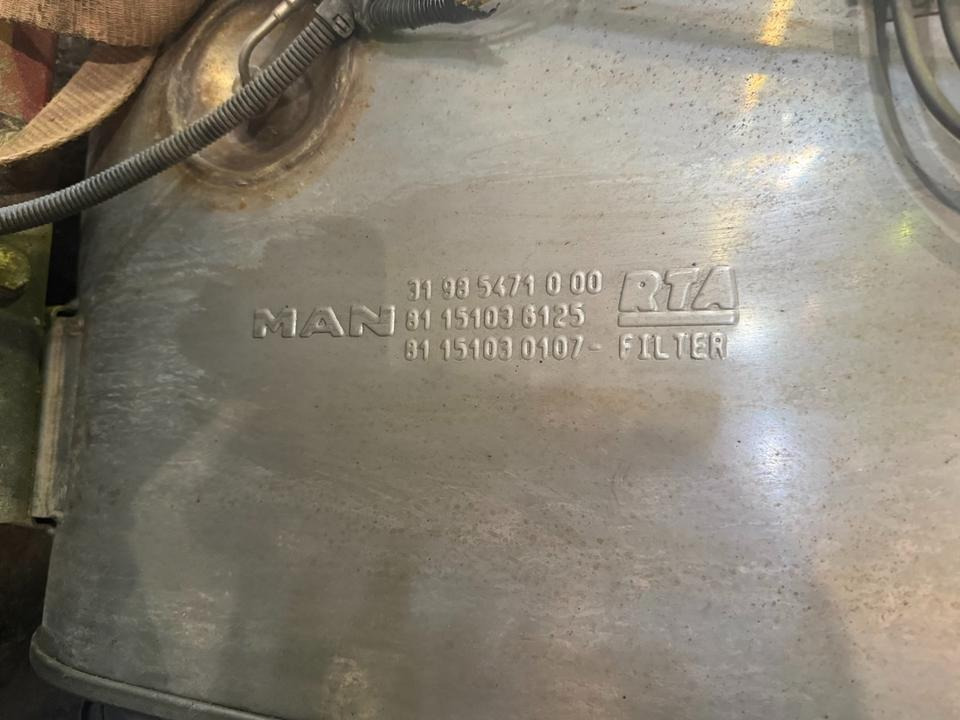 MAN
31 98 5471 0 00
81 15103 6125
81 15103 0107-
RTA
FILTER